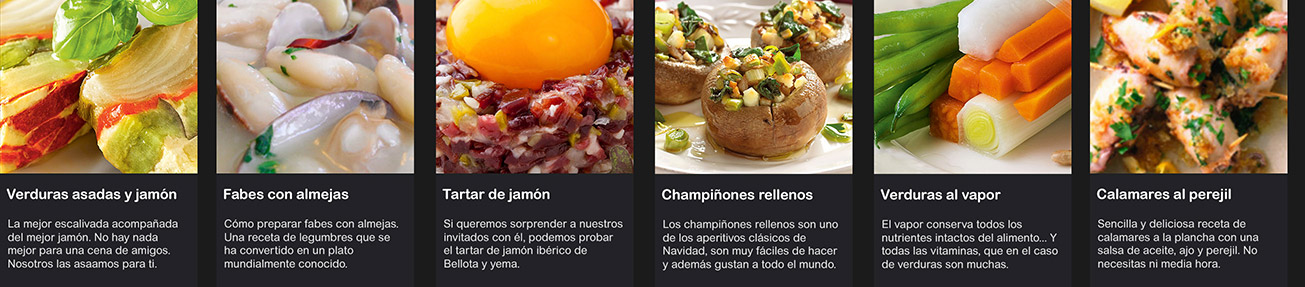 Verduras asadas y jamón
La mejor escalivada acompañada
del mejor jamón. No hay nada
mejor para una cena de amigos.
Nosotros las asaamos para ti.
Fabes con almejas
Cómo preparar fabes con almejas.
Una receta de legumbres que se
ha convertido en un plato
mundialmente conocido.
Tartar de jamón
Si queremos sorprender a nuestros
invitados con él, podemos probar
el tartar de jamón ibérico de
Bellota y yema.
Champiñones rellenos
Los champiñones rellenos son uno
de los aperitivos clásicos de
Navidad, son muy fáciles de hacer
y además gustan a todo el mundo.
Verduras al vapor
El vapor conserva todos los
nutrientes intactos del alimento... Y
todas las vitaminas, que en el caso
de verduras son muchas.
Calamares al perejil
Sencilla y deliciosa receta de
calamares a la plancha con una
salsa de aceite, ajo y perejil. No
necesitas ni media hora.